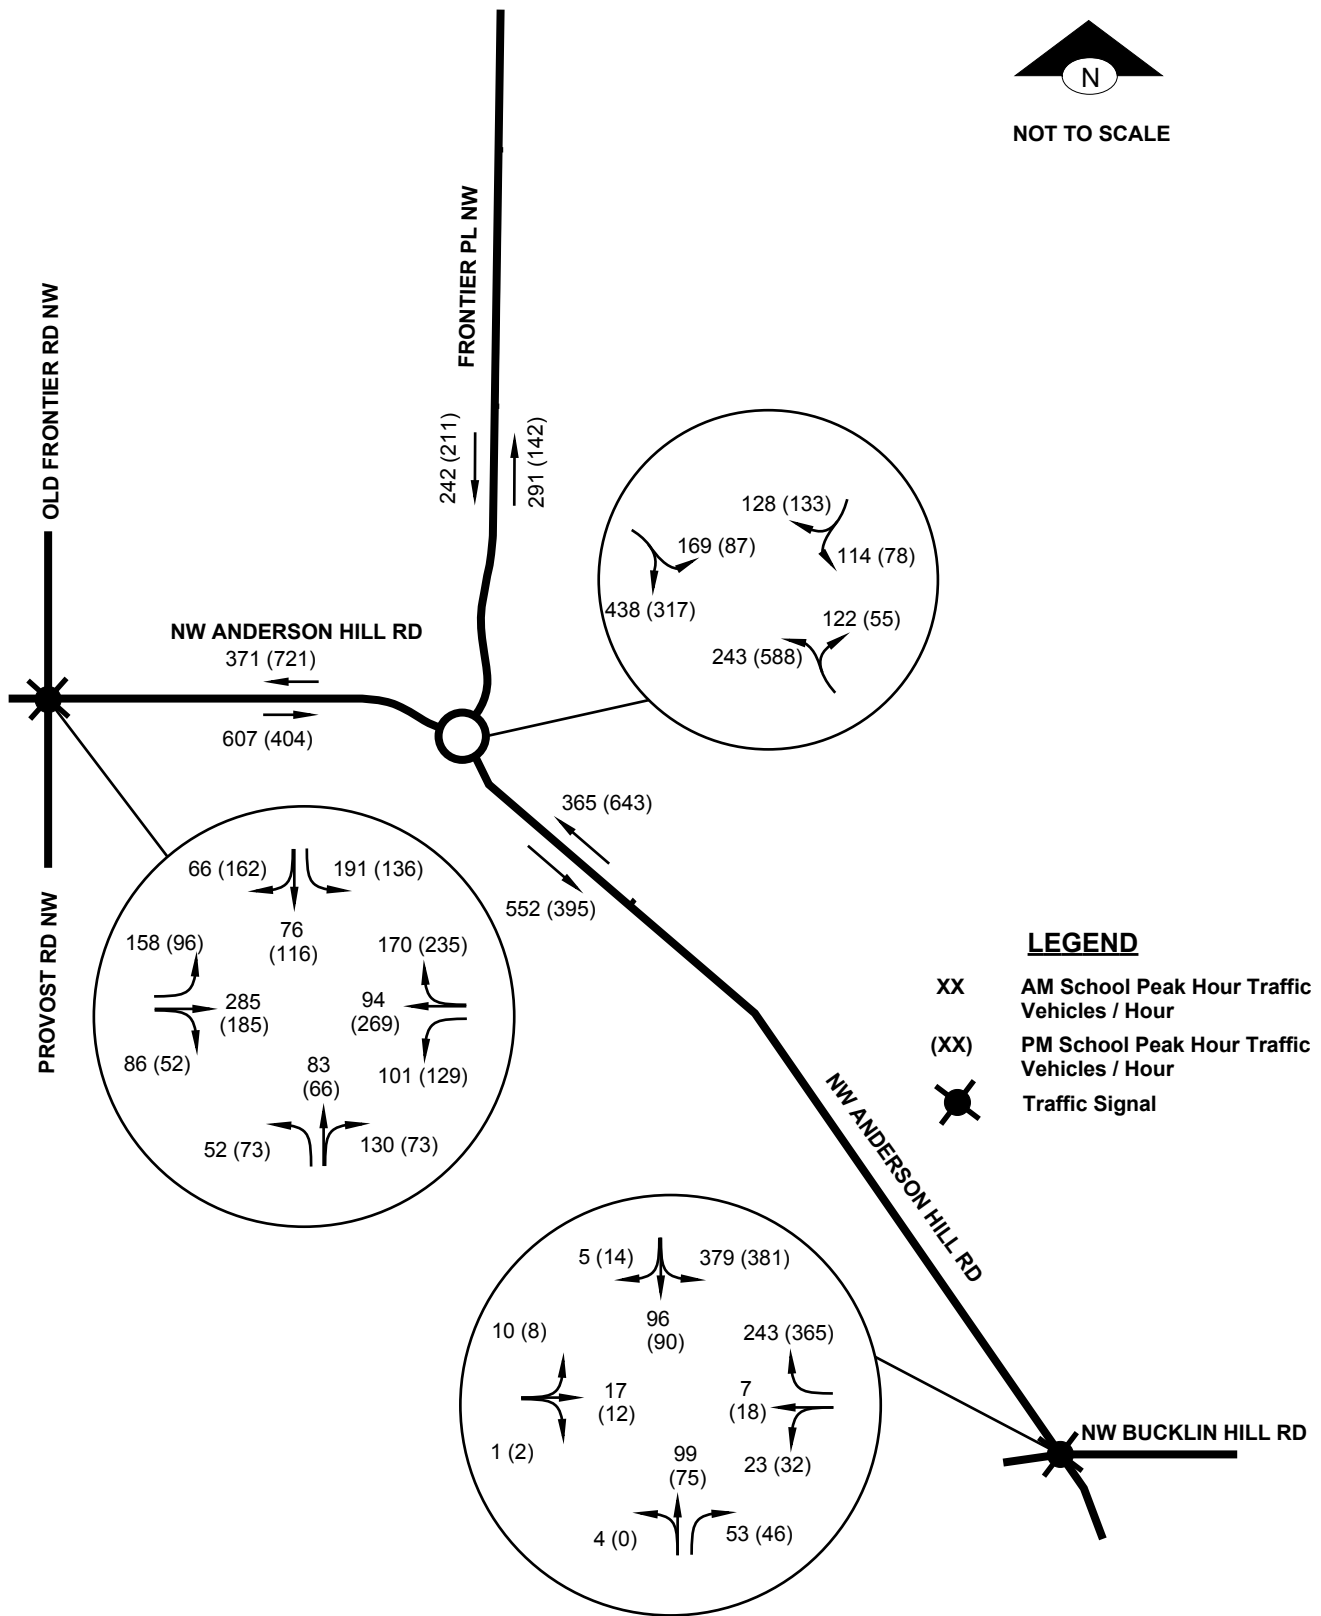 N
NOT TO SCALE
FRONTIER PL NW
OLD FRONTIER RD NW
242 (211)
291 (142)
128 (133)
169 (87)
114 (78)
438 (317)
122 (55)
243 (588)
NW ANDERSON HILL RD
371 (721)
607 (404)
365 (643)
552 (395)
PROVOST RD NW
66 (162)
191 (136)
76
(116)
158 (96)
170 (235)
285
(185)
94
(269)
86 (52)
101 (129)
83
(66)
52 (73)
130 (73)
LEGEND
XX
AM School Peak Hour Traffic
Vehicles / Hour
(XX)
PM School Peak Hour Traffic
Vehicles / Hour
Traffic Signal
NW ANDERSON HILL RD
5 (14)
379 (381)
96
(90)
10 (8)
243 (365)
17
(12)
7
(18)
1 (2)
23 (32)
99
(75)
4 (0)
53 (46)
NW BUCKLIN HILL RD